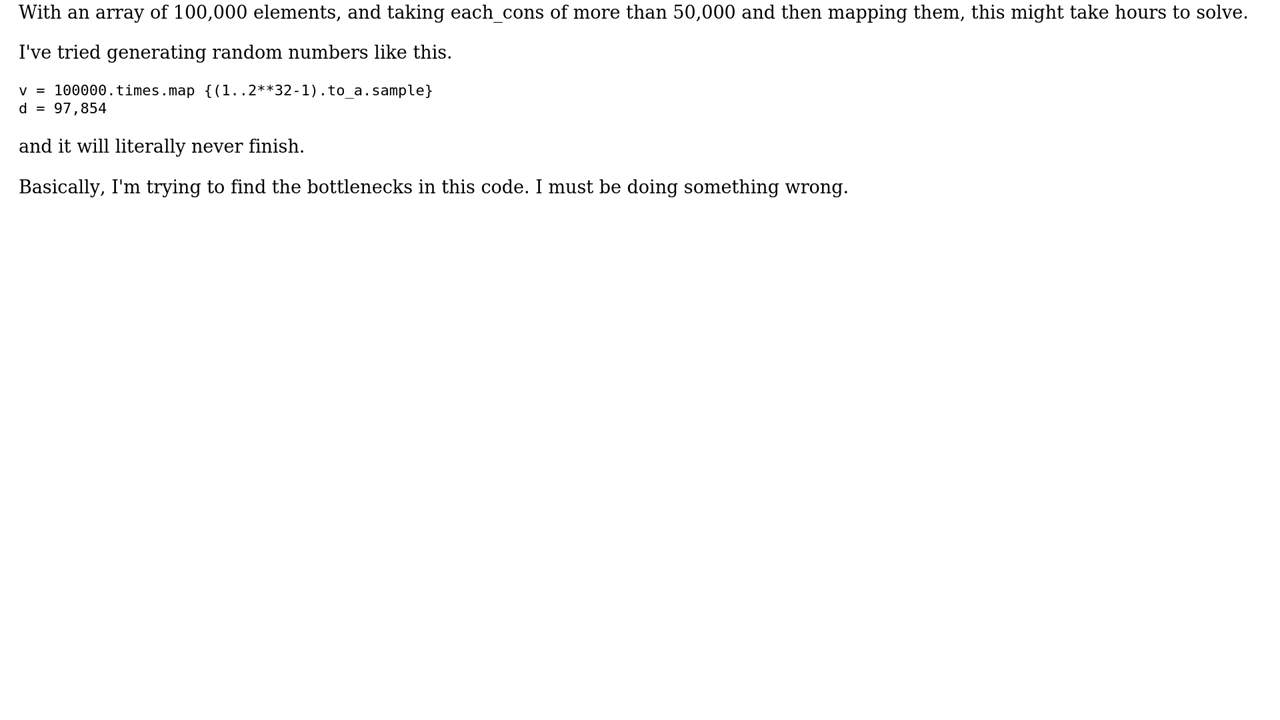 With an array of 100,000 elements, and taking each_cons of more than 50,000 and then mapping them, this might take hours to solve.
I've tried generating random numbers like this.
v = 100000.times.map {(1..2**32-1).to_a.sample}
d = 97,854
and it will literally never finish.
Basically, I'm trying to find the bottlenecks in this code. I must be doing something wrong.